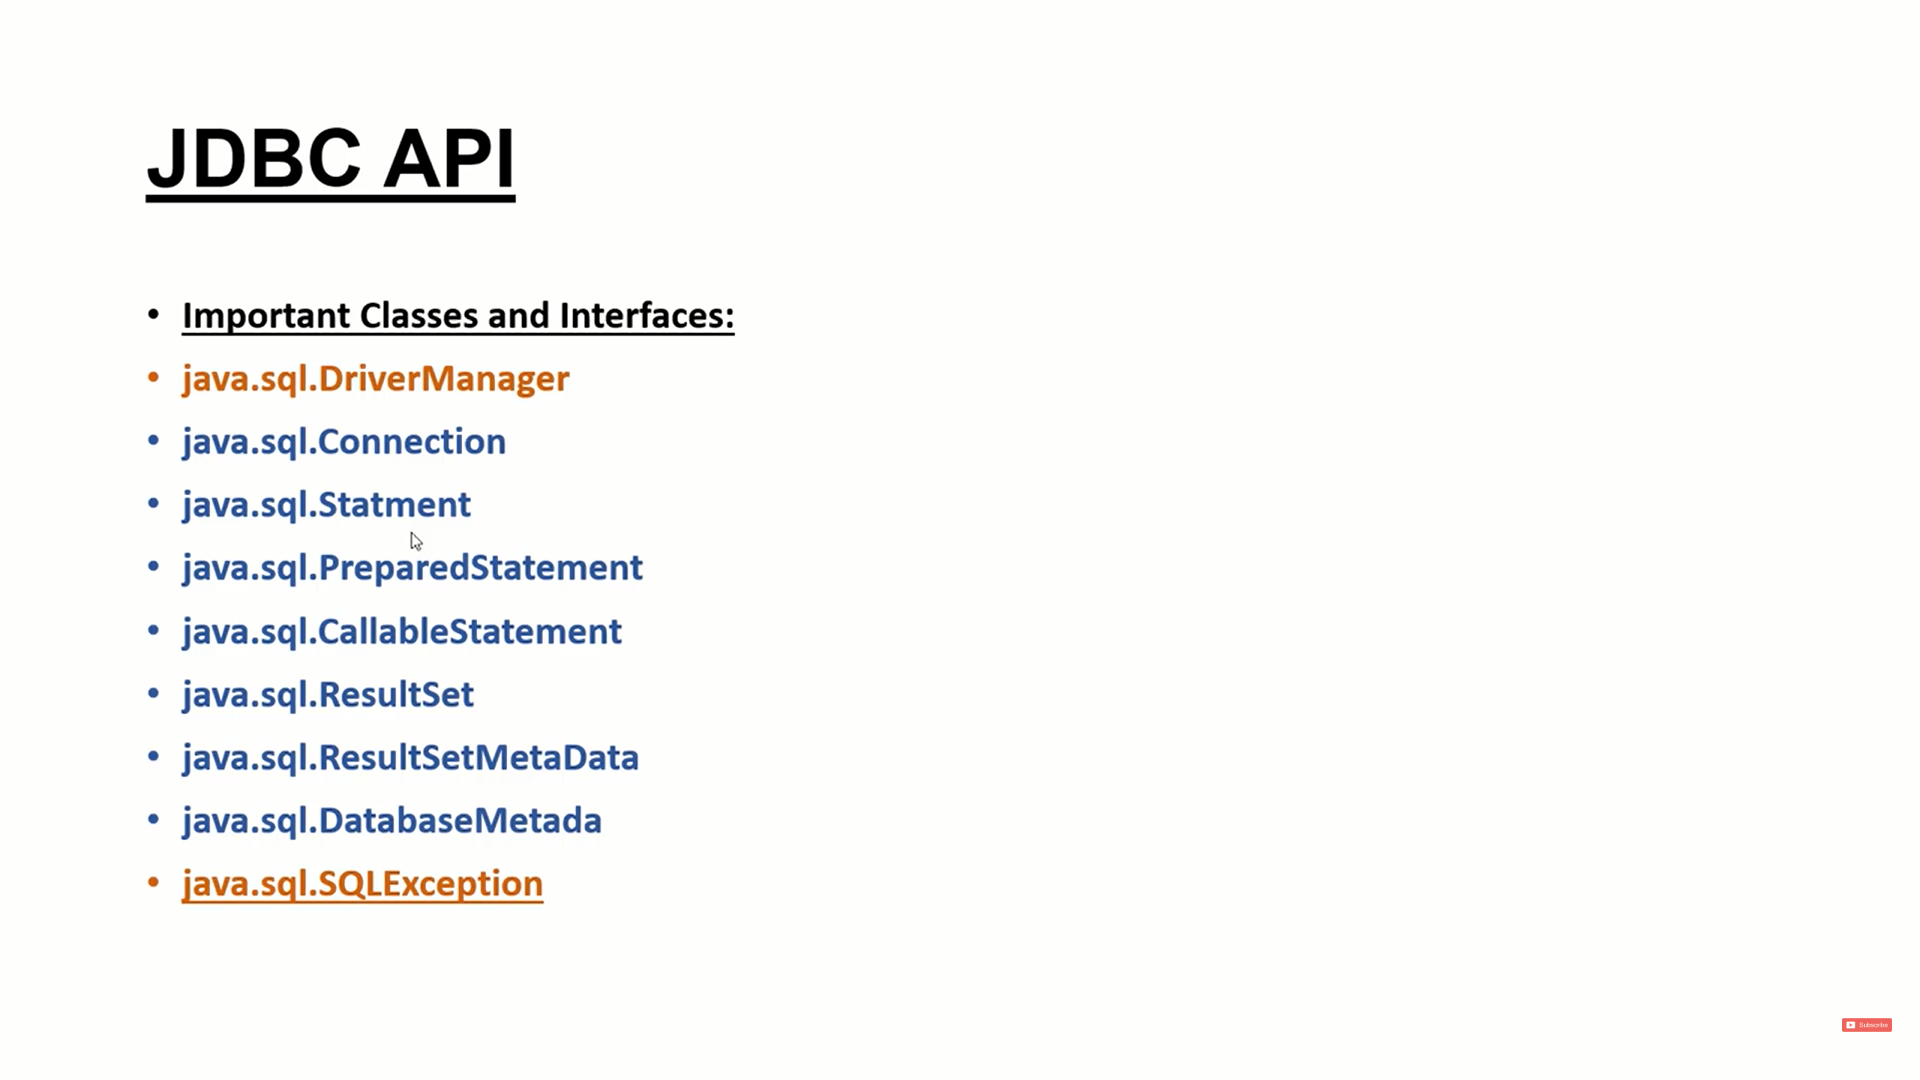 JDBC API
• Important Classes and Interfaces:
• java.sql.DriverManager
• java.sql.Connection
• java.sql.Statment
• java.sql.PreparedStatement
• java.sql.CallableStatement
• java.sql.ResultSet
• java.sql.ResultSetMetaData
• java.sql.DatabaseMetada
• java.sql.SQLException
Subscribe